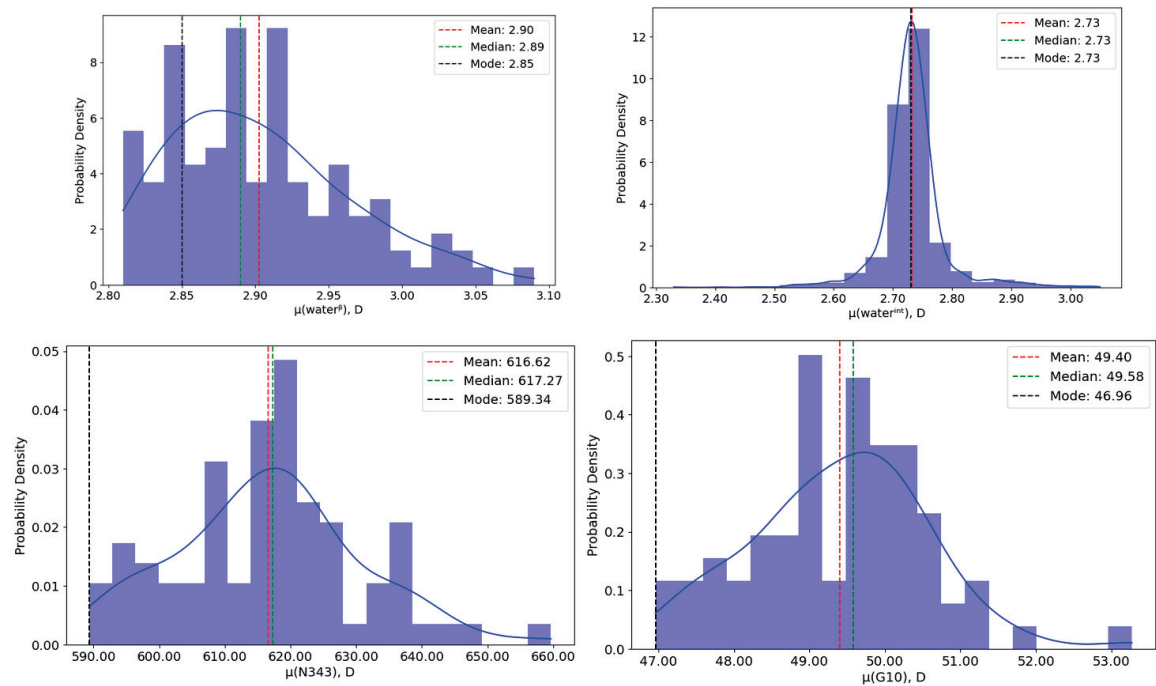 Mean: 2.90
Median: 2.89
Mode: 2.85
Probability Density
8
6
4
2
0
2.80 2.85 2.90 2.95 3.00 3.05 3.10
μ(waterᵝ), D
Mean: 2.73
Median: 2.73
Mode: 2.73
Probability Density
12
10
8
6
4
2
0
2.30 2.40 2.50 2.60 2.70 2.80 2.90 3.00
μ(waterⁱⁿᵗ), D
Mean: 616.62
Median: 617.27
Mode: 589.34
Probability Density
0.05
0.04
0.03
0.02
0.01
0.00
590.00 600.00 610.00 620.00 630.00 640.00 650.00 660.00
μ(N343), D
Mean: 49.40
Median: 49.58
Mode: 46.96
Probability Density
0.5
0.4
0.3
0.2
0.1
0.0
47.00 48.00 49.00 50.00 51.00 52.00 53.00
μ(G10), D